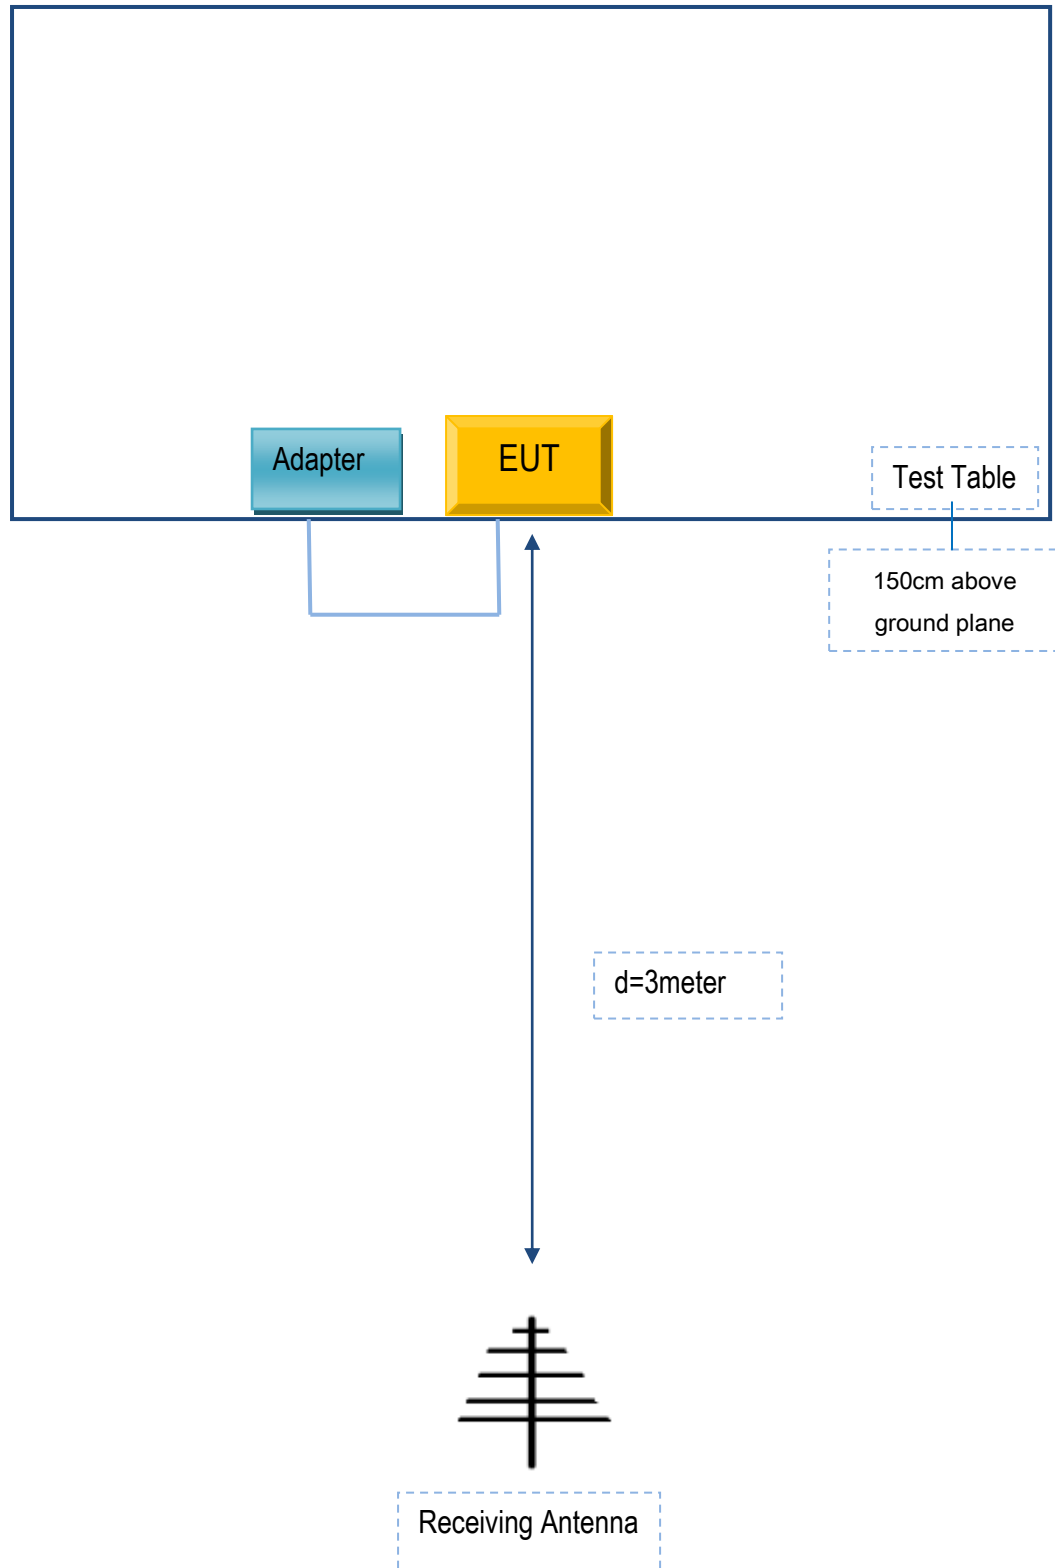 Adapter
EUT
Test Table
150cm above
ground plane
d=3meter
Receiving Antenna